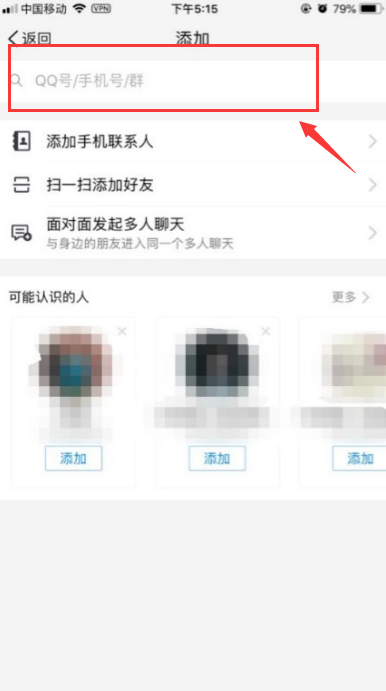 中国移动 VPN 下午5:15 79%
返回 添加
QQ号/手机号/群
添加手机联系人
扫一扫添加好友
面对面发起多人聊天
与身边的朋友进入同一个多人聊天
可能认识的人 更多
添加 添加 添加